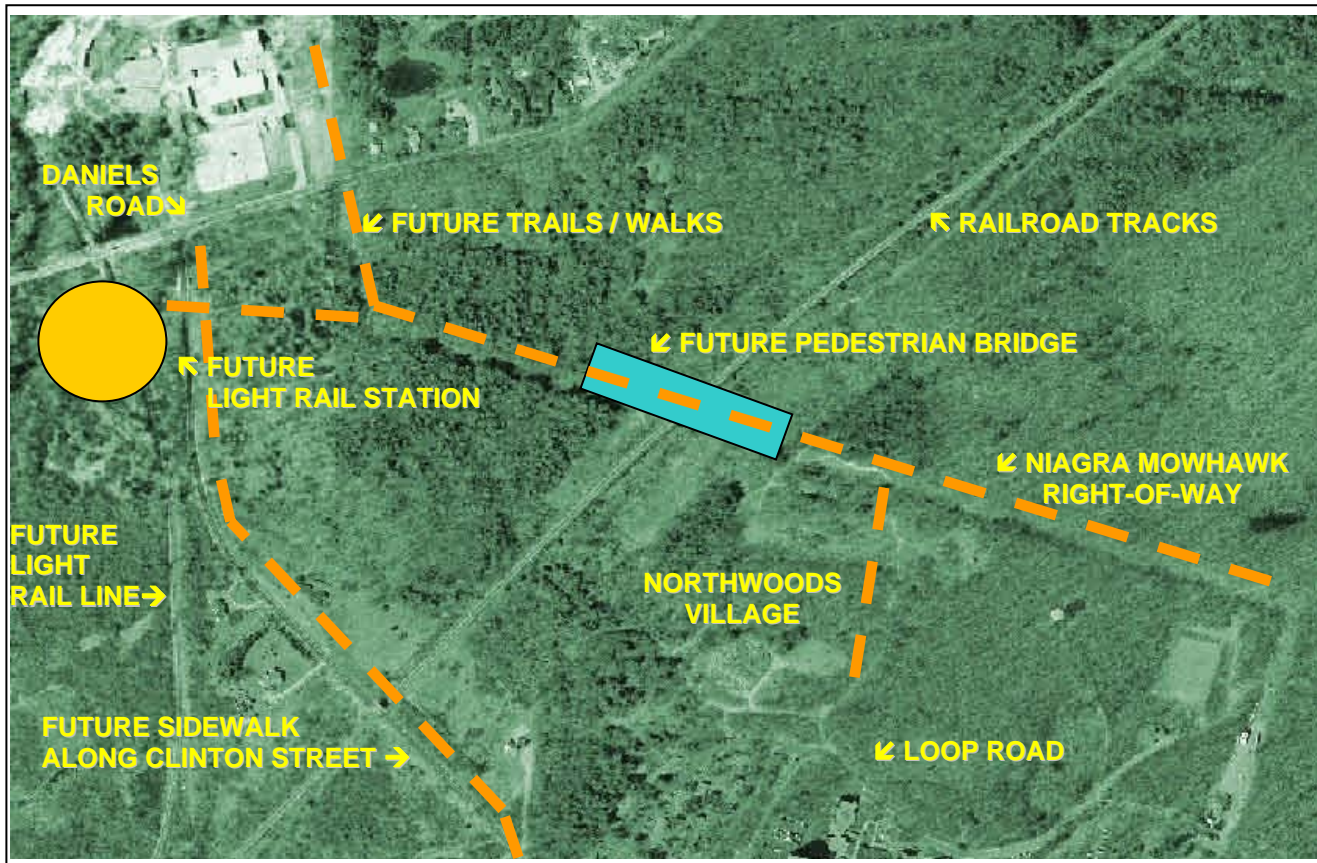 DANIELS
ROAD↘
↙ FUTURE TRAILS / WALKS
↖ RAILROAD TRACKS
↙ FUTURE PEDESTRIAN BRIDGE
↖ FUTURE
LIGHT RAIL STATION
↙ NIAGRA MOWHAWK
RIGHT-OF-WAY
FUTURE
LIGHT
RAIL LINE→
NORTHWOODS
VILLAGE
FUTURE SIDEWALK
ALONG CLINTON STREET →
↙ LOOP ROAD